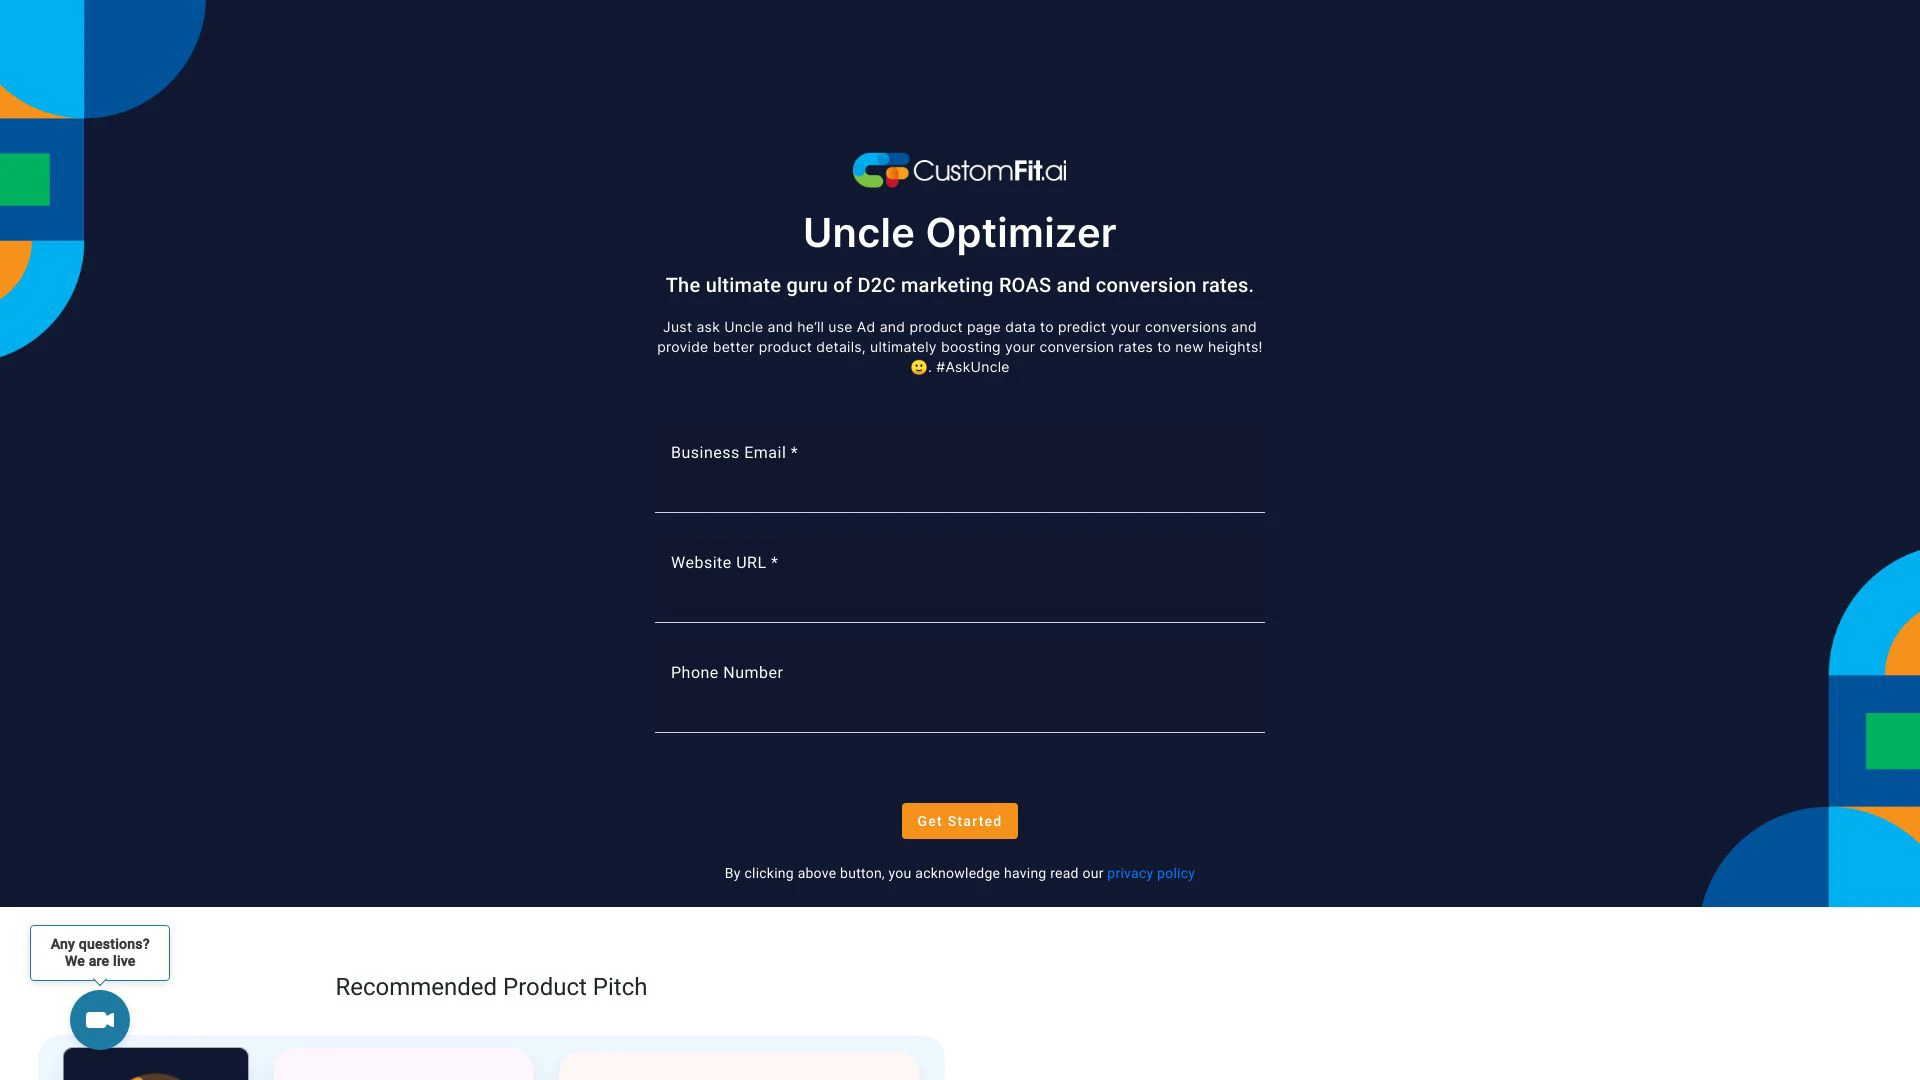 CustomFit.ai
Uncle Optimizer
The ultimate guru of D2C marketing ROAS and conversion rates.
Just ask Uncle and he’ll use Ad and product page data to predict your conversions and
provide better product details, ultimately boosting your conversion rates to new heights!
🙂. #AskUncle
Business Email *
Website URL *
Phone Number
Get Started
By clicking above button, you acknowledge having read our privacy policy
Any questions?
We are live
Recommended Product Pitch